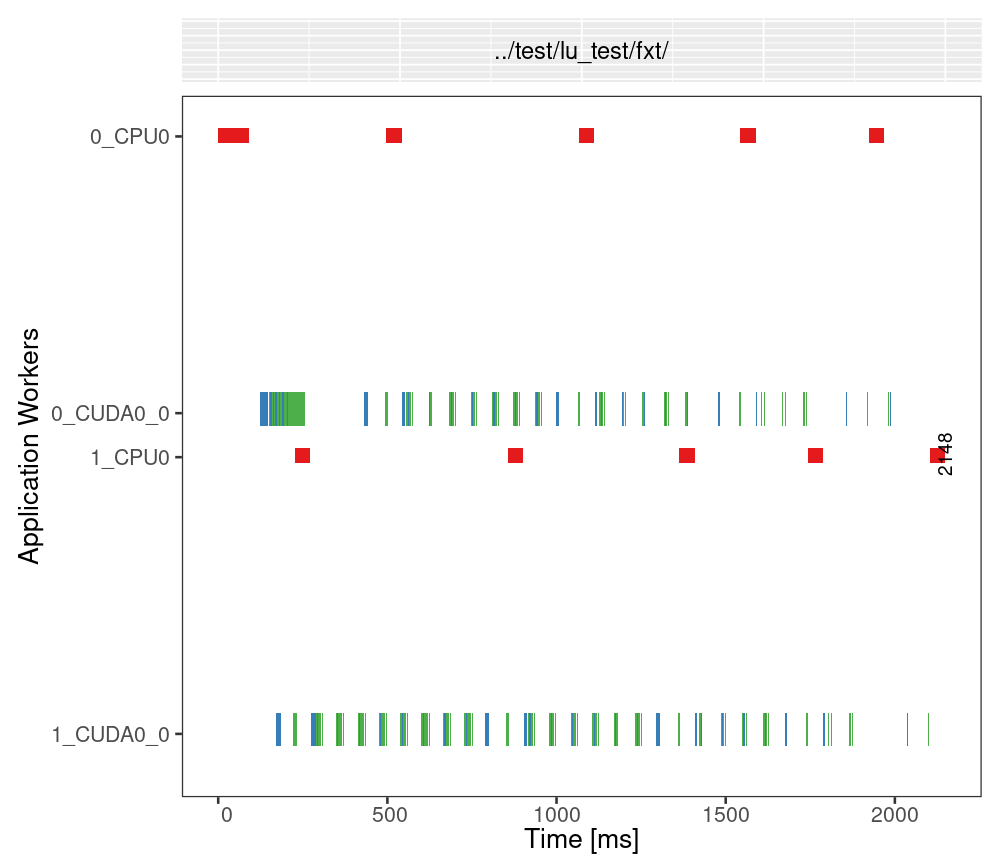 ../test/lu_test/fxt/
0_CPU0
0_CUDA0_0
1_CPU0
2148
1_CUDA0_0
Application Workers
0 500 1000 1500 2000
Time [ms]